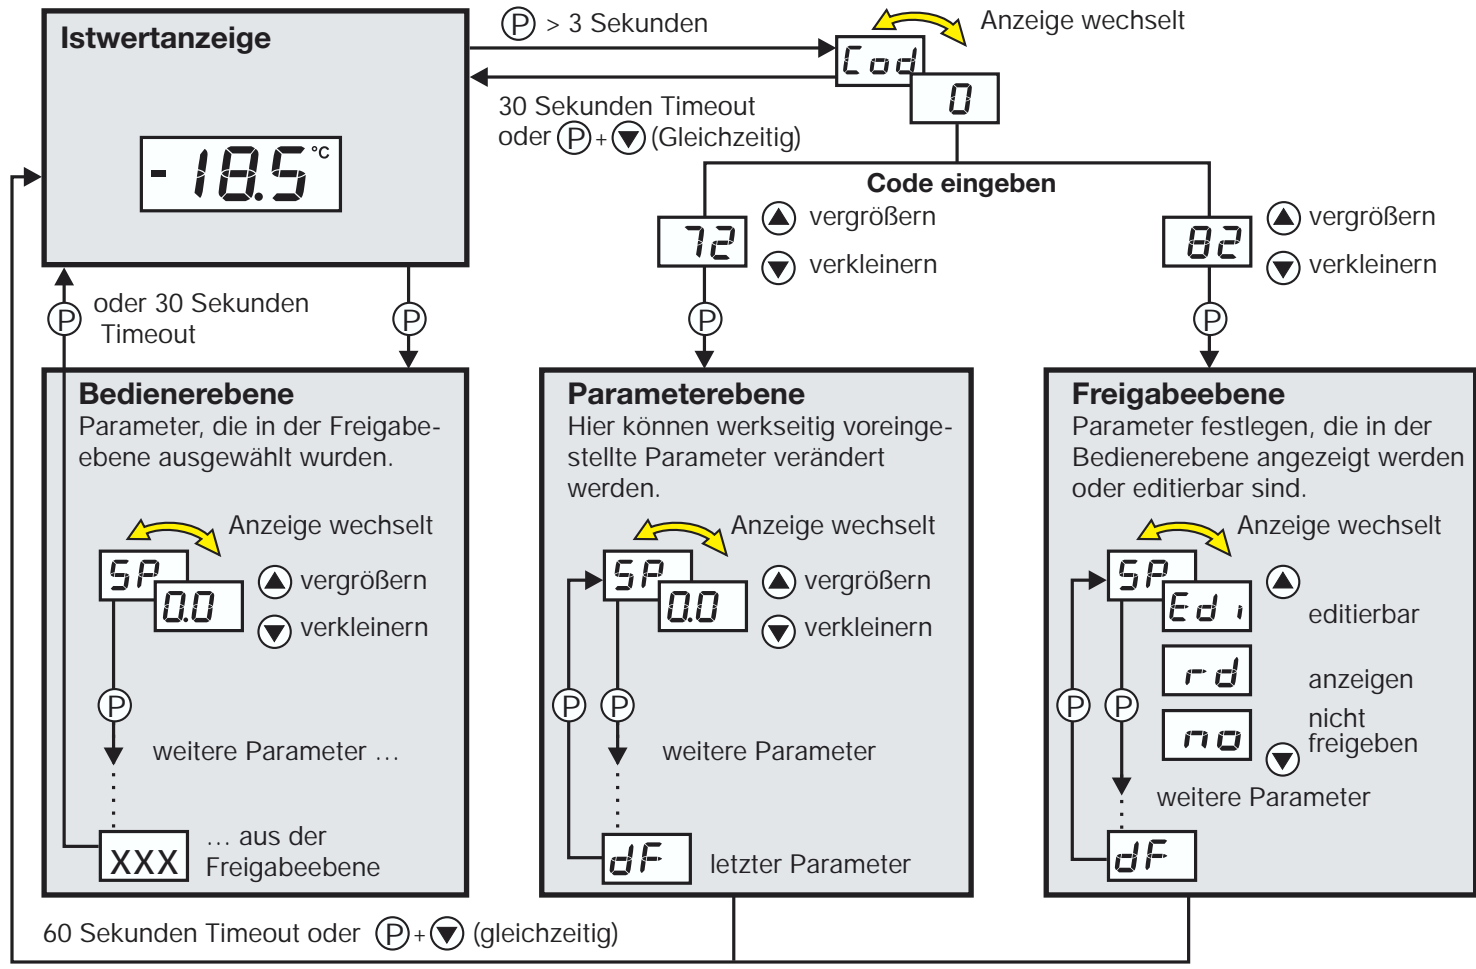 Istwertanzeige
-18.5 °C
P > 3 Sekunden
Anzeige wechselt
Cod
0
30 Sekunden Timeout
oder P + ▼ (Gleichzeitig)
Code eingeben
72
▲ vergrößern
▼ verkleinern
82
▲ vergrößern
▼ verkleinern
P
oder 30 Sekunden
Timeout
P
P
P
Bedienerebene
Parameter, die in der Freigabe-
ebene ausgewählt wurden.
Anzeige wechselt
SP
0.0
▲ vergrößern
▼ verkleinern
P
weitere Parameter …
xxx
… aus der
Freigabeebene
Parameterebene
Hier können werkseitig voreinge-
stellte Parameter verändert
werden.
Anzeige wechselt
SP
0.0
▲ vergrößern
▼ verkleinern
P P
weitere Parameter
dF
letzter Parameter
Freigabeebene
Parameter festlegen, die in der
Bedienerebene angezeigt werden
oder editierbar sind.
Anzeige wechselt
SP
Edi
▲
editierbar
rd
anzeigen
no
nicht
freigeben
▼
P P
weitere Parameter
dF
60 Sekunden Timeout oder P + ▼ (gleichzeitig)